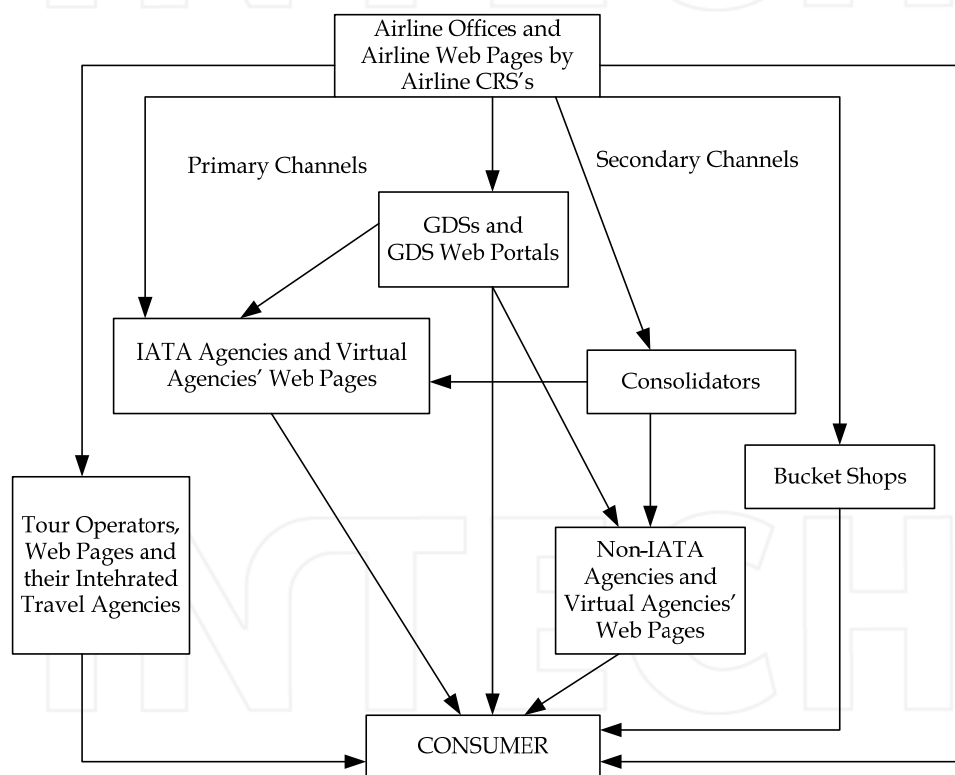 Airline Offices and
Airline Web Pages by
Airline CRS's
Primary Channels
Secondary Channels
GDSs and
GDS Web Portals
IATA Agencies and Virtual
Agencies' Web Pages
Consolidators
Bucket Shops
Tour Operators,
Web Pages and
their Intehrated
Travel Agencies
Non-IATA
Agencies and
Virtual Agencies'
Web Pages
CONSUMER
INTECH
INTECH